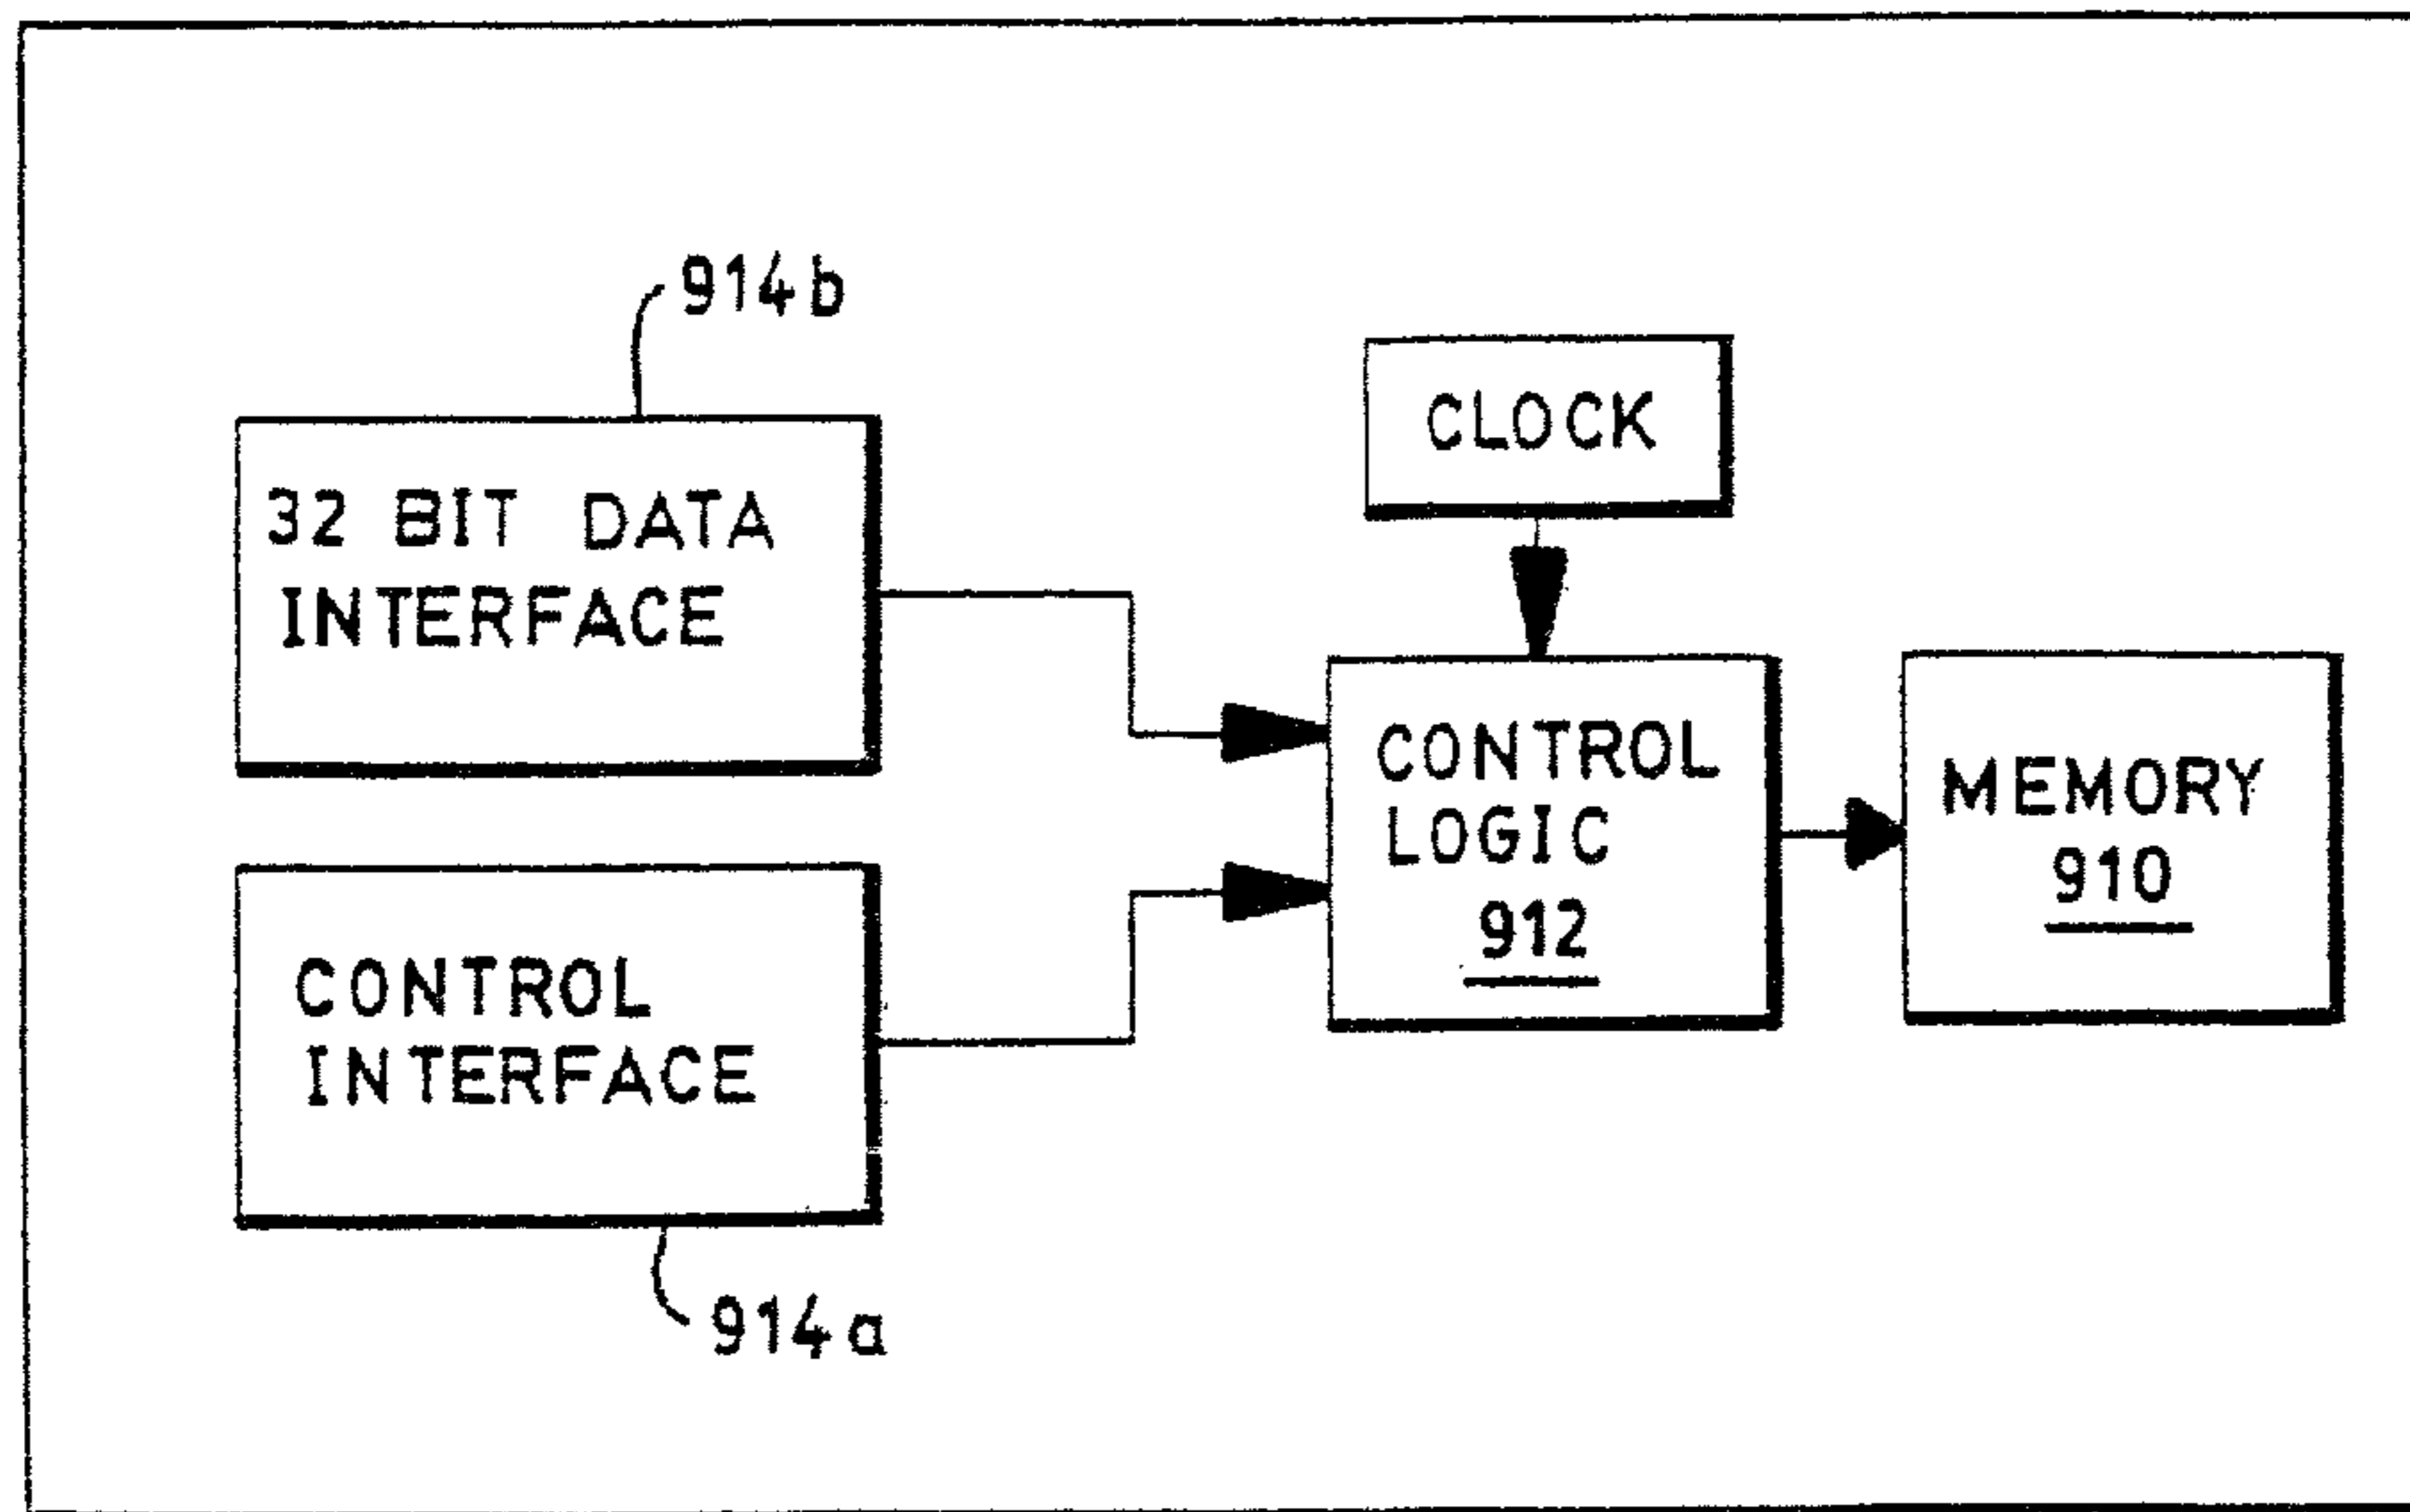 914b
32 BIT DATA
INTERFACE
CLOCK
CONTROL
LOGIC
912
MEMORY
910
CONTROL
INTERFACE
914a